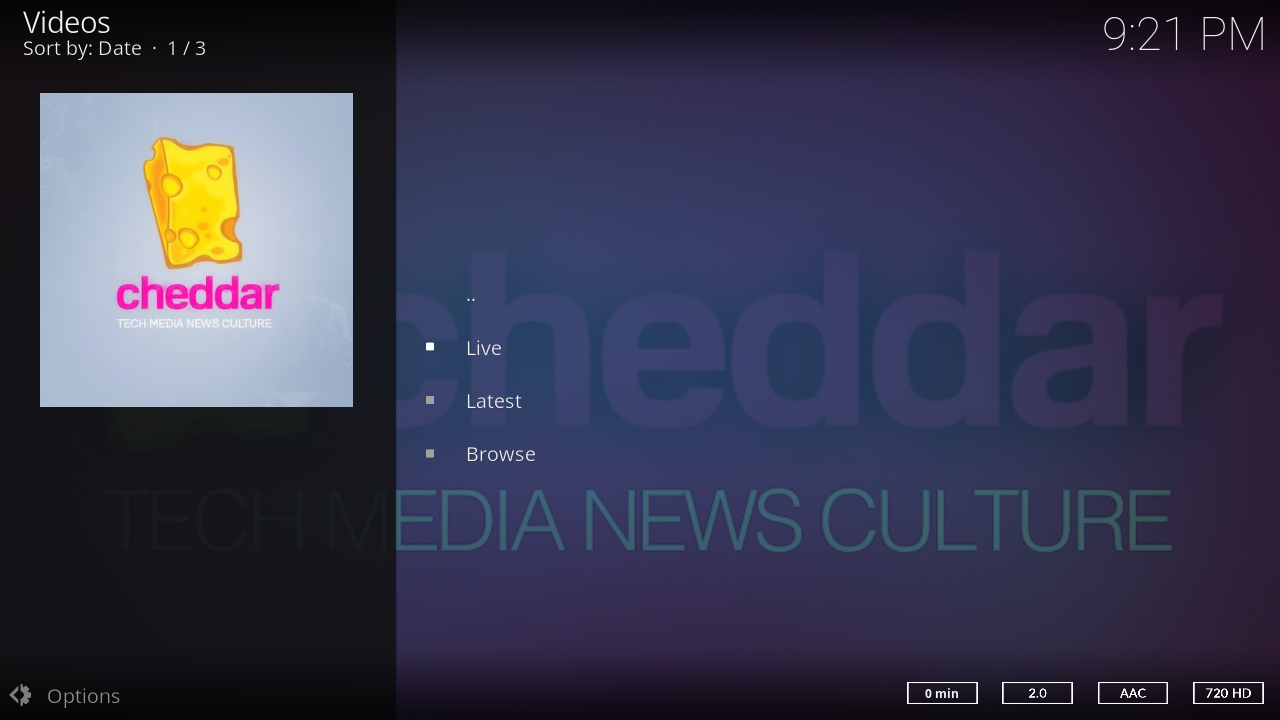 Videos
Sort by: Date · 1 / 3
9:21 PM
cheddar
TECH MEDIA NEWS CULTURE
..
Live
Latest
Browse
cheddar
TECH MEDIA NEWS CULTURE
Options
0 min
2.0
AAC
720 HD